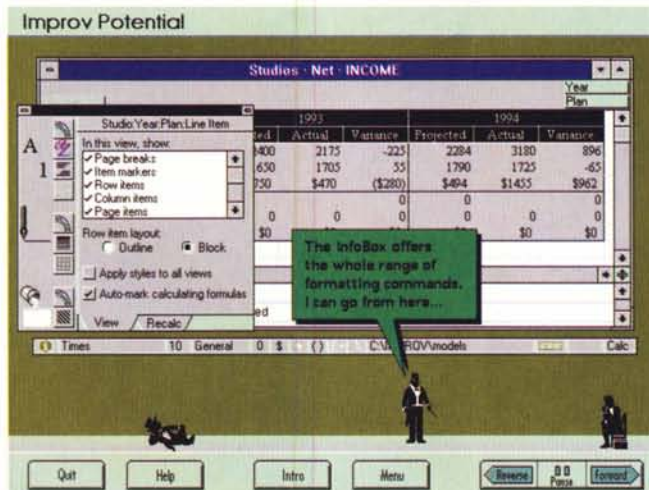 Improv Potential
Studios - Net - INCOME
Year
Plan
Studio:Year:Plan:Line Item
A
1
In this view, show:
Page breaks
Item markers
Row items
Column items
Page items
Row item layout:
Outline Block
Apply styles to all views
Auto-mark calculating formulas
View Recalc
1993 1994
Actual Variance Projected Actual Variance
2175 -225 2284 3180 896
1705 55 1790 1725 -65
$470 ($280) $494 $1455 $962
0 0
0 0 0 0 0 0
$0 $0 $0 $0
The InfoBox offers
the whole range of
formatting commands.
I can go from here...
Times 10 General 0 $ ( ) Calc
Quit Help Intro Menu Reverse Pause Forward